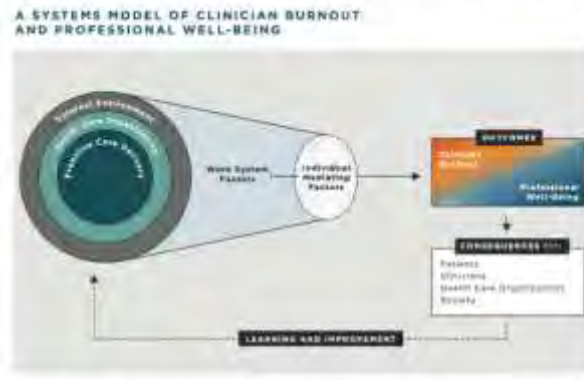 A SYSTEMS MODEL OF CLINICIAN BURNOUT
AND PROFESSIONAL WELL-BEING
External Environment
Health Care Organization
Frontline Care Delivery
Work System
Factors
Individual
Mediating
Factors
OUTCOMES
Clinician
Burnout
Professional
Well-Being
CONSEQUENCES
Patients
Clinicians
Health Care Organization
Society
LEARNING AND IMPROVEMENT